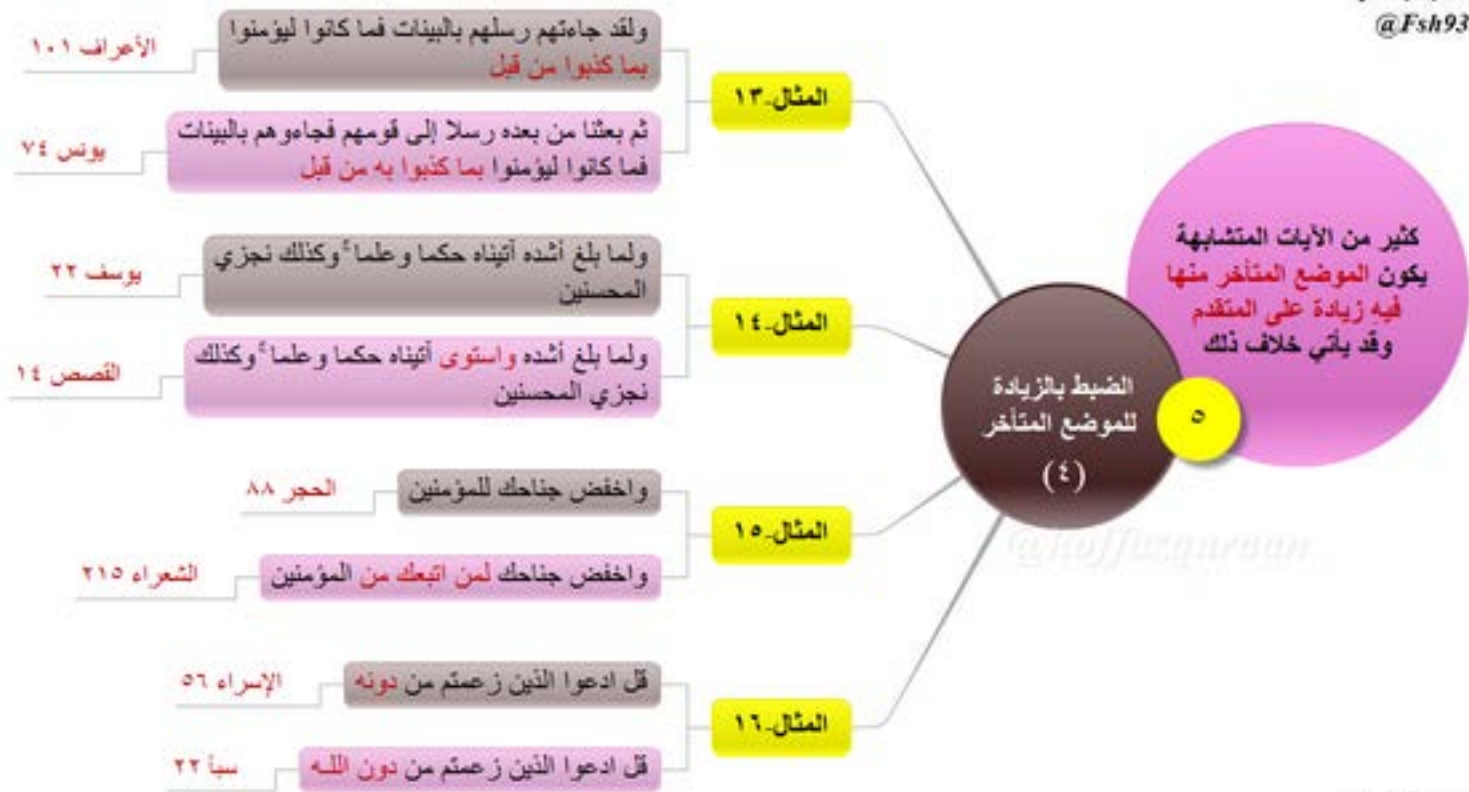 @Fsh93
كثير من الآيات المتشابهة
يكون الموضع المتأخر منها
فيه زيادة على المتقدم
وقد يأتي خلاف ذلك
٥
الضبط بالزيادة
للموضع المتأخر
(٤)
@hoffazquraan
المثال-١٣
ولقد جاءتهم رسلهم بالبينات فما كانوا ليؤمنوا
بما كذبوا من قبل
الأعراف ١٠١
ثم بعثنا من بعده رسلا إلى قومهم فجاءوهم بالبينات
فما كانوا ليؤمنوا بما كذبوا به من قبل
يونس ٧٤
المثال-١٤
ولما بلغ أشده آتيناه حكما وعلما ۚ وكذلك نجزي
المحسنين
يوسف ٢٢
ولما بلغ أشده واستوى آتيناه حكما وعلما ۚ وكذلك
نجزي المحسنين
القصص ١٤
المثال-١٥
واخفض جناحك للمؤمنين
الحجر ٨٨
واخفض جناحك لمن اتبعك من المؤمنين
الشعراء ٢١٥
المثال-١٦
قل ادعوا الذين زعمتم من دونه
الإسراء ٥٦
قل ادعوا الذين زعمتم من دون اللـه
سبأ ٢٢